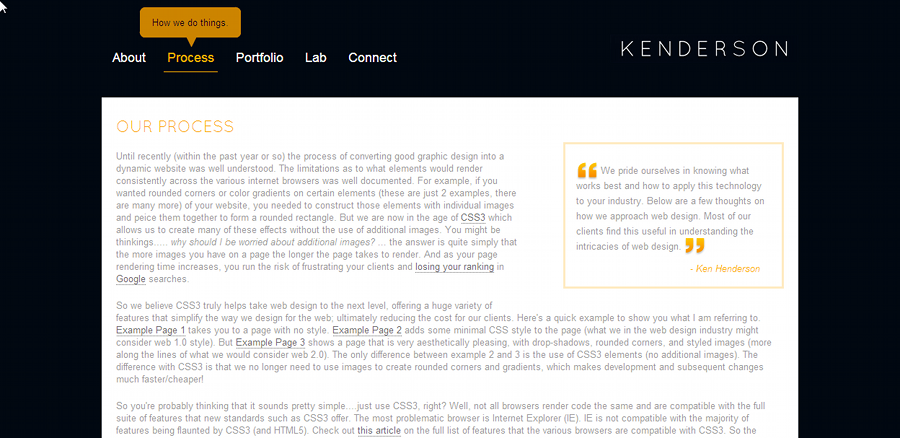 How we do things.
About Process Portfolio Lab Connect
KENDERSON
OUR PROCESS
Until recently (within the past year or so) the process of converting good graphic design into a
dynamic website was well understood. The limitations as to what elements would render
consistently across the various internet browsers was well documented. For example, if you
wanted rounded corners or color gradients on certain elements (these are just 2 examples, there
are many more) of your website, you needed to construct those elements with individual images
and peice them together to form a rounded rectangle. But we are now in the age of CSS3 which
allows us to create many of these effects without the use of additional images. You might be
thinkings..... why should I be worried about additional images? ... the answer is quite simply that
the more images you have on a page the longer the page takes to render. And as your page
rendering time increases, you run the risk of frustrating your clients and losing your ranking in
Google searches.
“ We pride ourselves in knowing what
works best and how to apply this technology
to your industry. Below are a few thoughts on
how we approach web design. Most of our
clients find this useful in understanding the
intricacies of web design. ”
- Ken Henderson
So we believe CSS3 truly helps take web design to the next level, offering a huge variety of
features that simplify the way we design for the web; ultimately reducing the cost for our clients. Here's a quick example to show you what I am referring to.
Example Page 1 takes you to a page with no style. Example Page 2 adds some minimal CSS style to the page (what we in the web design industry might
consider web 1.0 style). But Example Page 3 shows a page that is very aesthetically pleasing, with drop-shadows, rounded corners, and styled images (more
along the lines of what we would consider web 2.0). The only difference between example 2 and 3 is the use of CSS3 elements (no additional images). The
difference with CSS3 is that we no longer need to use images to create rounded corners and gradients, which makes development and subsequent changes
much faster/cheaper!
So you're probably thinking that it sounds pretty simple....just use CSS3, right? Well, not all browsers render code the same and are compatible with the full
suite of features that new standards such as CSS3 offer. The most problematic browser is Internet Explorer (IE). IE is not compatible with the majority of
features being flaunted by CSS3 (and HTML5). Check out this article on the full list of features that the various browsers are compatible with CSS3. So the